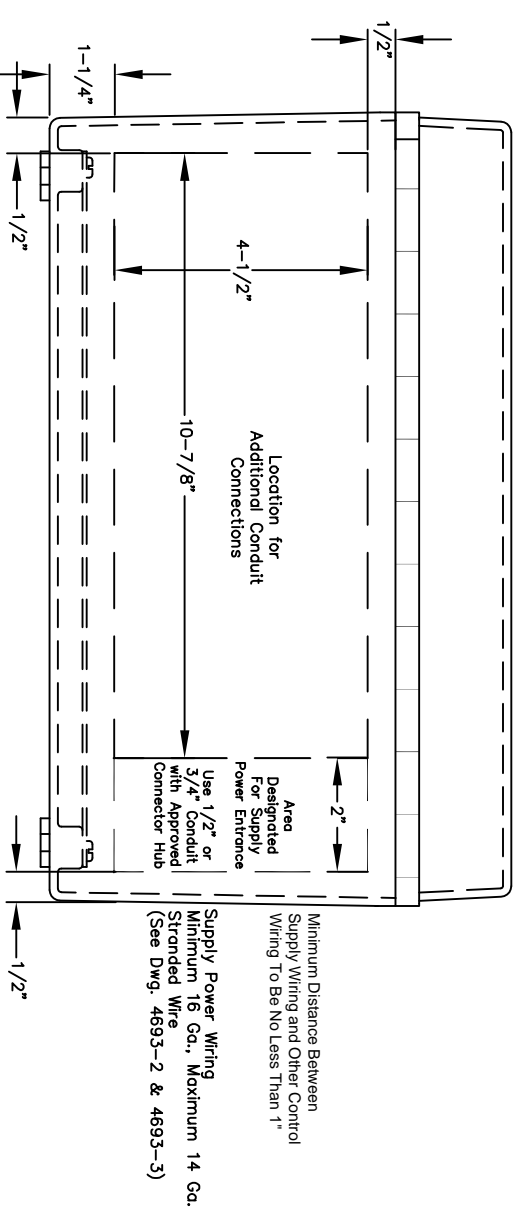 1/2"
1-1/4"
1/2"
4-1/2"
10-7/8"
Location for
Additional Conduit
Connections
2"
Area
Designated
For Supply
Power Entrance
Use 1/2" or
3/4" Conduit
with Approved
Connector Hub
1/2"
Minimum Distance Between
Supply Wiring and Other Control
Wiring To Be No Less Than 1"
Supply Power Wiring
Minimum 16 Ga., Maximum 14 Ga.
Stranded Wire
(See Dwg. 4693-2 & 4693-3)